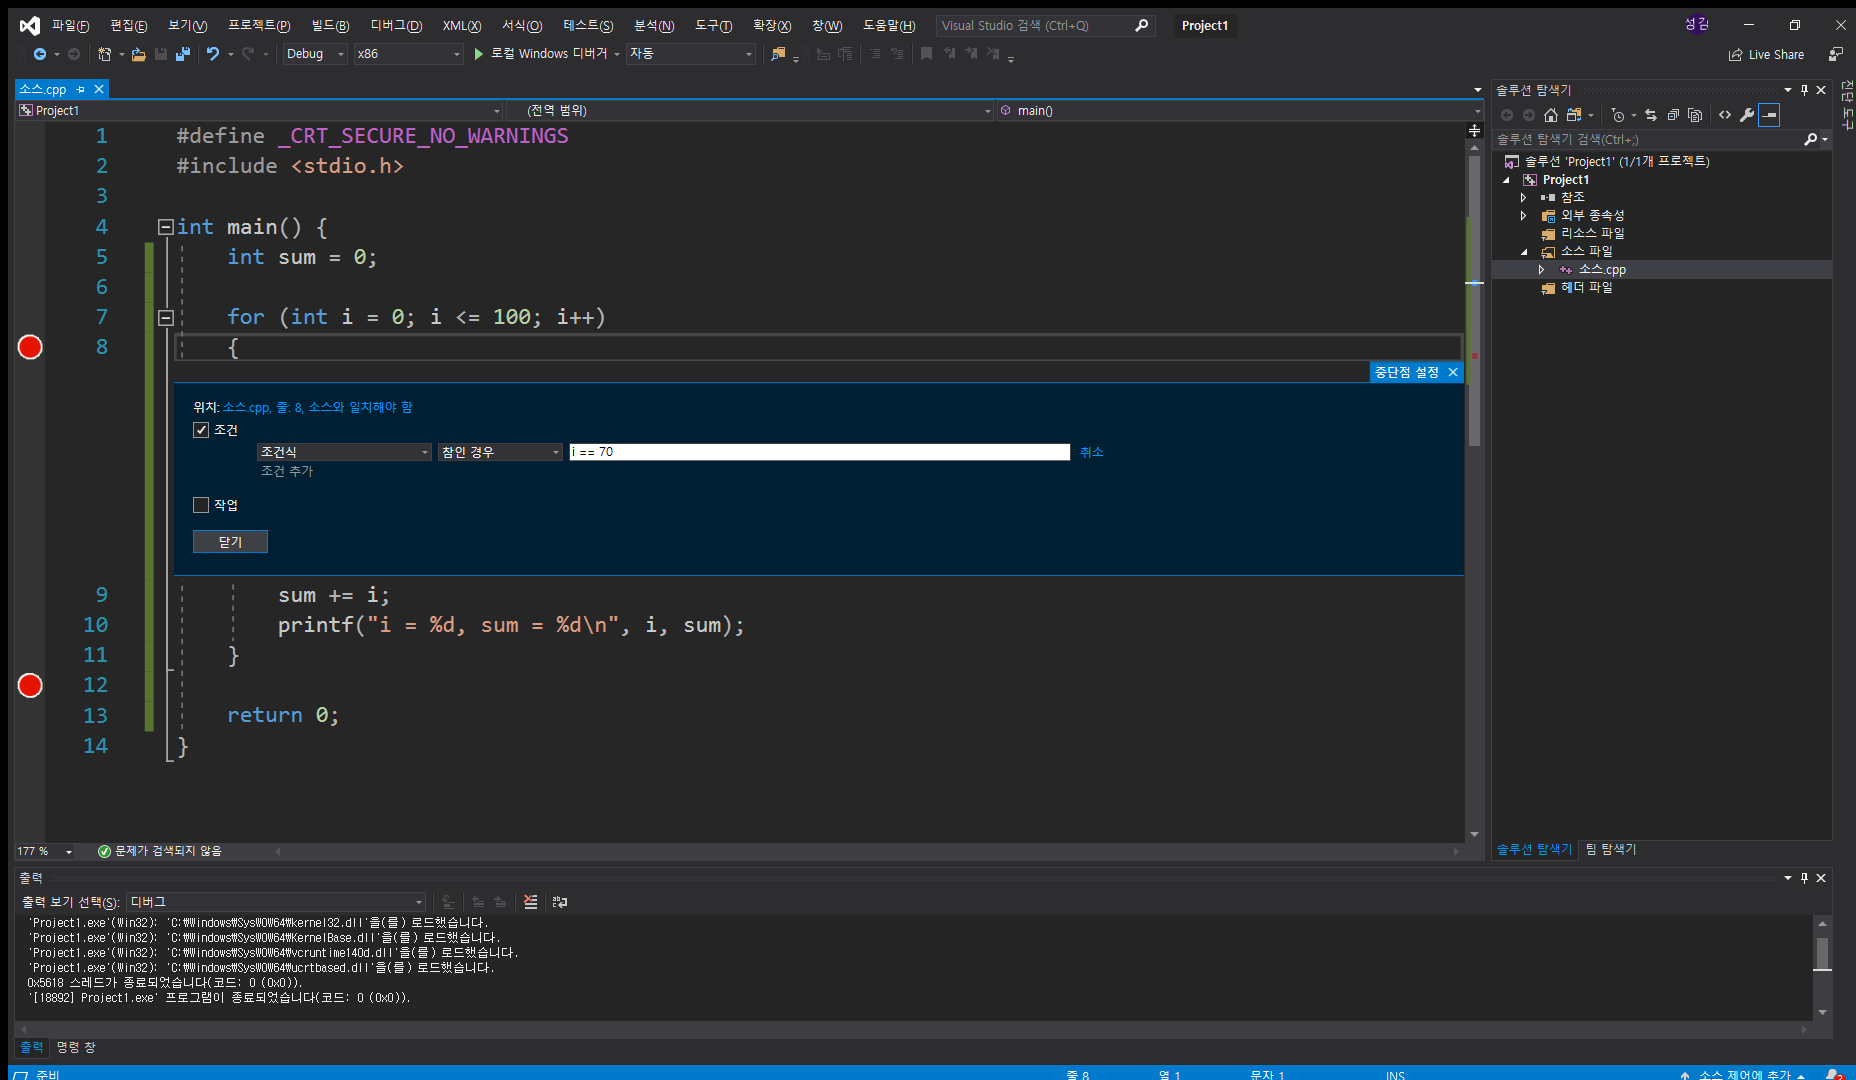 파일(F) 편집(E) 보기(V) 프로젝트(P) 빌드(B) 디버그(D) XML(X) 서식(O) 테스트(S) 분석(N) 도구(T) 확장(X) 창(W) 도움말(H) Visual Studio 검색 (Ctrl+Q) Project1 성김
Debug x86 로컬 Windows 디버거 자동 Live Share
소스.cpp
Project1 (전역 범위) main()
1 #define _CRT_SECURE_NO_WARNINGS
2 #include <stdio.h>
3
4 int main() {
5 int sum = 0;
6
7 for (int i = 0; i <= 100; i++)
8 {
중단점 설정
위치: 소스.cpp, 줄: 8, 소스와 일치해야 함
조건
조건식 참인 경우 i == 70 취소
조건 추가
작업
닫기
9 sum += i;
10 printf("i = %d, sum = %d\n", i, sum);
11 }
12
13 return 0;
14 }
177 % 문제가 검색되지 않음
솔루션 탐색기
솔루션 탐색기 검색(Ctrl+;)
솔루션 'Project1' (1/1개 프로젝트)
Project1
참조
외부 종속성
리소스 파일
소스 파일
소스.cpp
헤더 파일
솔루션 탐색기 팀 탐색기
진단 도구
출력
출력 보기 선택(S): 디버그
'Project1.exe'(Win32): 'C:₩Windows₩SysWOW64₩kernel32.dll'을(를) 로드했습니다.
'Project1.exe'(Win32): 'C:₩Windows₩SysWOW64₩KernelBase.dll'을(를) 로드했습니다.
'Project1.exe'(Win32): 'C:₩Windows₩SysWOW64₩vcruntime140d.dll'을(를) 로드했습니다.
'Project1.exe'(Win32): 'C:₩Windows₩SysWOW64₩ucrtbased.dll'을(를) 로드했습니다.
0x5618 스레드가 종료되었습니다(코드: 0 (0x0)).
'[18892] Project1.exe' 프로그램이 종료되었습니다(코드: 0 (0x0)).
출력 명령 창
준비 줄 8 열 1 문자 1 INS 소스 제어에 추가 2